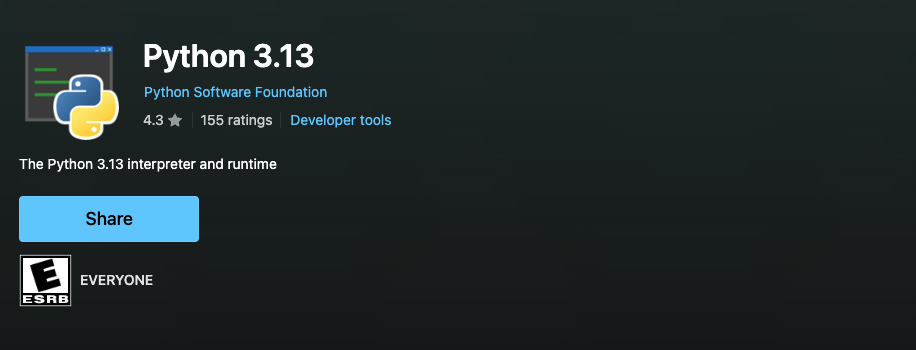 Python 3.13
Python Software Foundation
4.3 155 ratings Developer tools
The Python 3.13 interpreter and runtime
Share
E
ESRB
EVERYONE